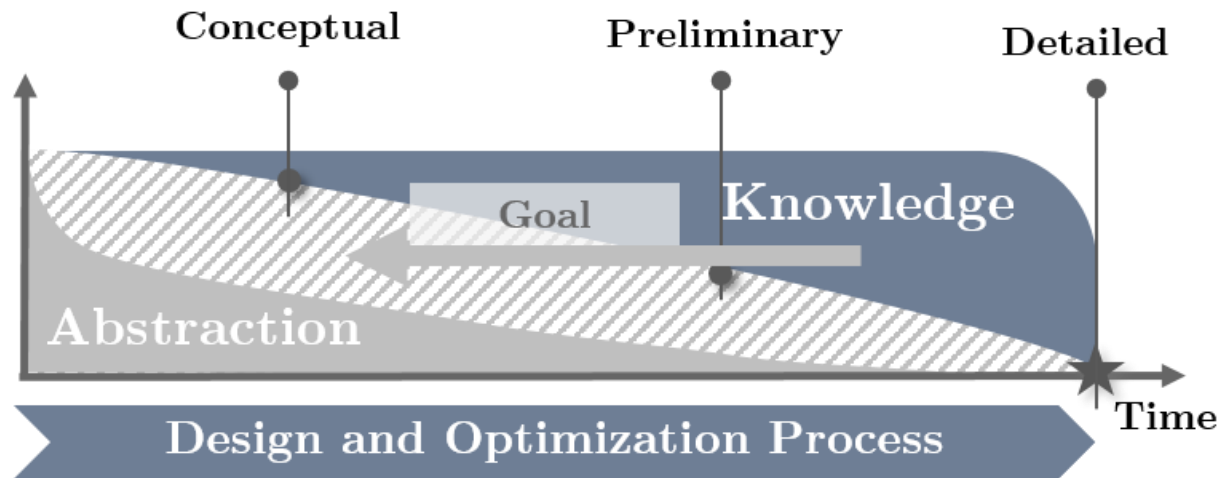 Conceptual
Preliminary
Detailed
Knowledge
Goal
Abstraction
Time
Design and Optimization Process